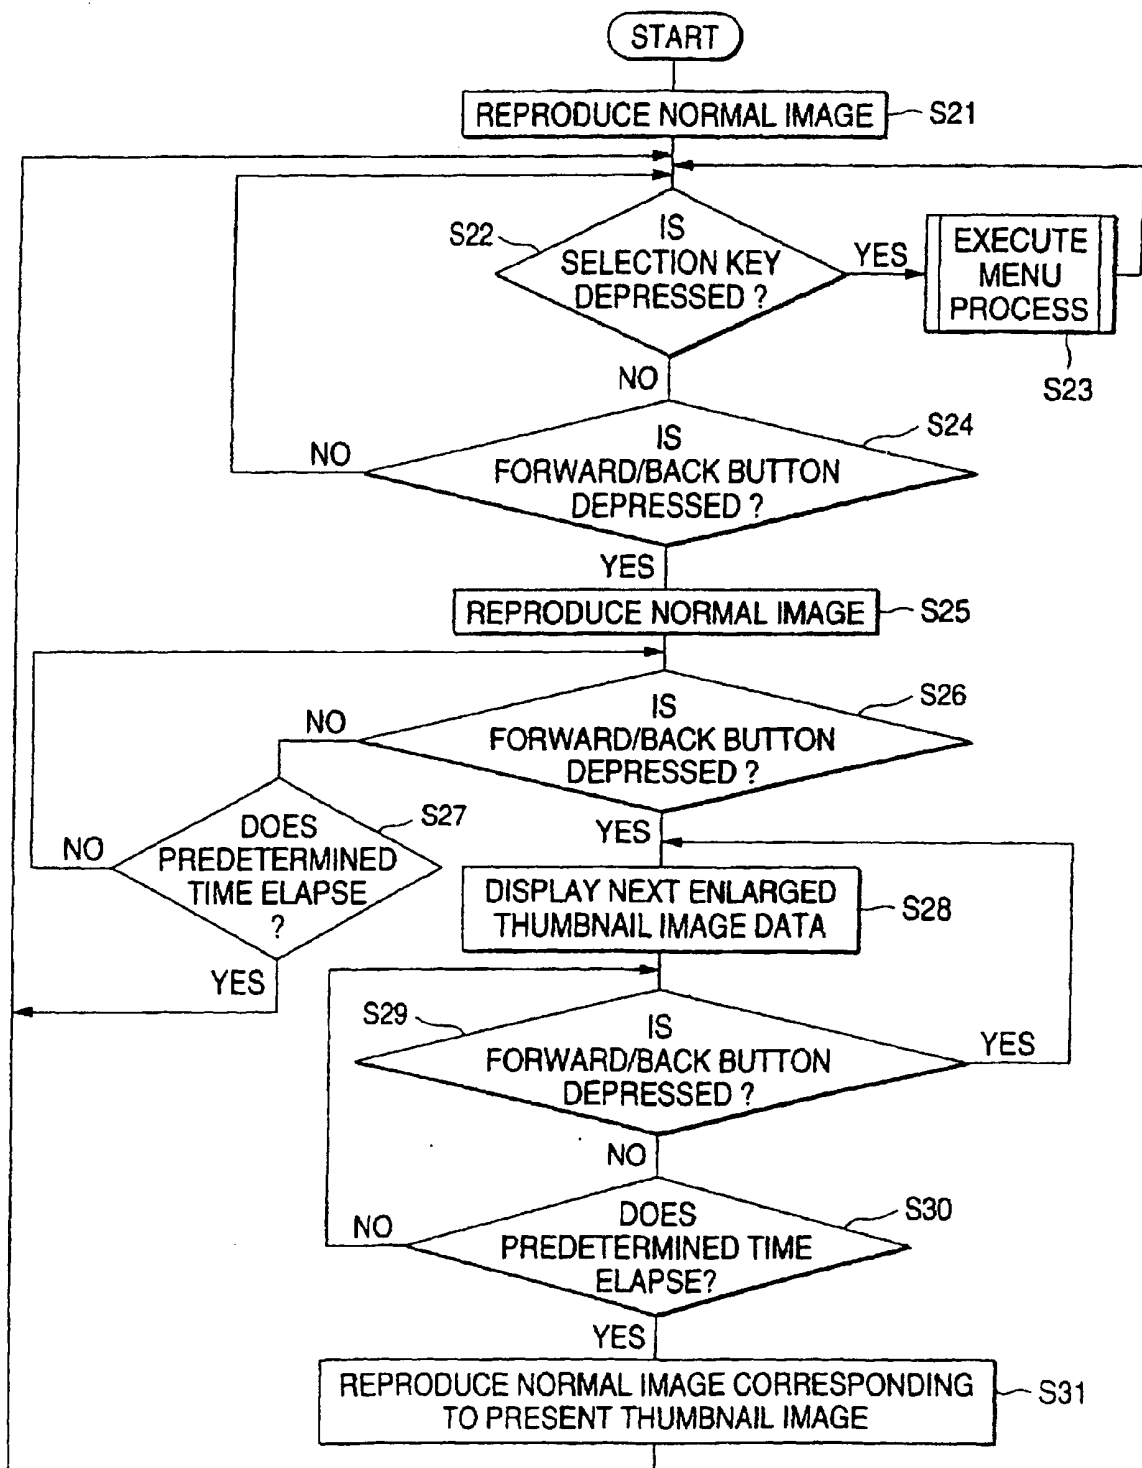 START
REPRODUCE NORMAL IMAGE
S21
IS
SELECTION KEY
DEPRESSED ?
S22
YES
EXECUTE
MENU
PROCESS
S23
NO
IS
FORWARD/BACK BUTTON
DEPRESSED ?
S24
NO
YES
REPRODUCE NORMAL IMAGE
S25
IS
FORWARD/BACK BUTTON
DEPRESSED ?
S26
NO
DOES
PREDETERMINED
TIME ELAPSE
?
S27
NO
YES
YES
DISPLAY NEXT ENLARGED
THUMBNAIL IMAGE DATA
S28
S29
IS
FORWARD/BACK BUTTON
DEPRESSED ?
YES
NO
DOES
PREDETERMINED TIME
ELAPSE?
S30
NO
YES
REPRODUCE NORMAL IMAGE CORRESPONDING
TO PRESENT THUMBNAIL IMAGE
S31